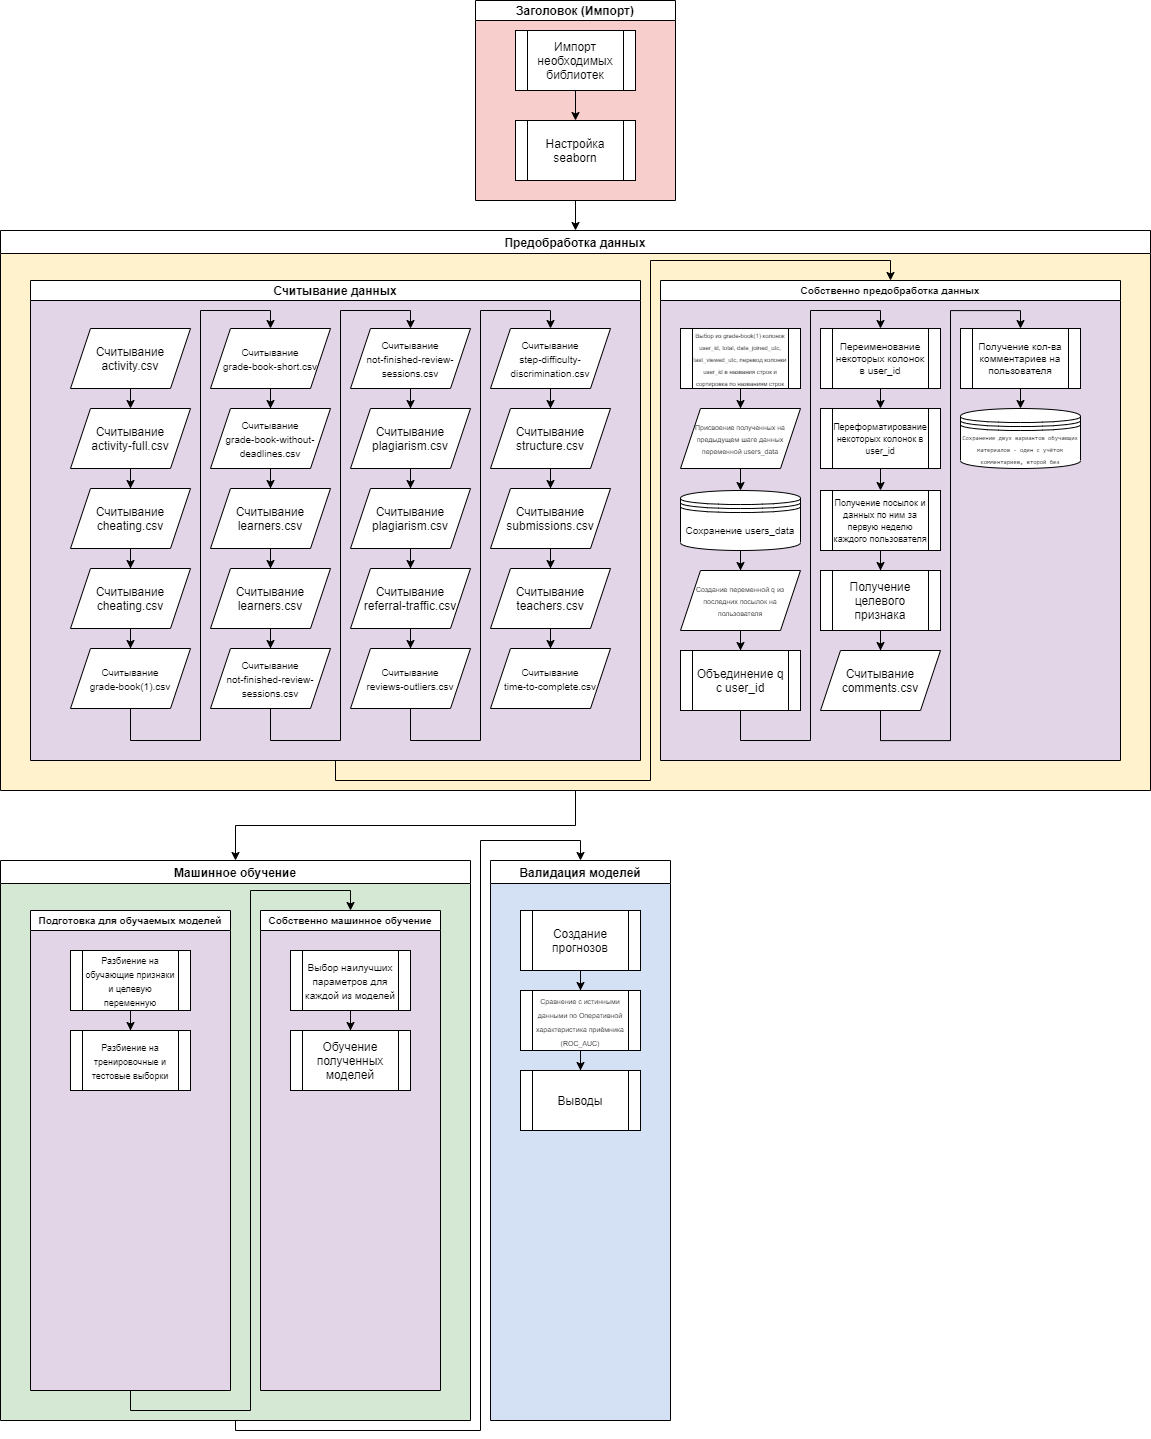 Заголовок (Импорт)
Импорт
необходимых
библиотек
Настройка
seaborn
Предобработка данных
Считывание данных
Считывание
activity.csv
Считывание
activity-full.csv
Считывание
cheating.csv
Считывание
cheating.csv
Считывание
grade-book(1).csv
Считывание
grade-book-short.csv
Считывание
grade-book-without-
deadlines.csv
Считывание
learners.csv
Считывание
learners.csv
Считывание
not-finished-review-
sessions.csv
Считывание
not-finished-review-
sessions.csv
Считывание
plagiarism.csv
Считывание
plagiarism.csv
Считывание
referral-traffic.csv
Считывание
reviews-outliers.csv
Считывание
step-difficulty-
discrimination.csv
Считывание
structure.csv
Считывание
submissions.csv
Считывание
teachers.csv
Считывание
time-to-complete.csv
Собственно предобработка данных
Выбор из grade-book(1) колонок
user_id, total, date_joined_utc,
last_viewed_utc, перевод колонки
user_id в названия строк и
сортировка по названиям строк
Присвоение полученных на
предыдущем шаге данных
переменной users_data
Сохранение users_data
Создание переменной q из
последних посылок на
пользователя
Объединение q
с user_id
Переименование
некоторых колонок
в user_id
Переформатирование
некоторых колонок в
user_id
Получение посылок и
данных по ним за
первую неделю
каждого пользователя
Получение
целевого
признака
Считывание
comments.csv
Получение кол-ва
комментариев на
пользователя
Сохранение двух вариантов обучающих
материалов - один с учётом
комментариев, второй без
Машинное обучение
Подготовка для обучаемых моделей
Разбиение на
обучающие признаки
и целевую
переменную
Разбиение на
тренировочные и
тестовые выборки
Собственно машинное обучение
Выбор наилучших
параметров для
каждой из моделей
Обучение
полученных
моделей
Валидация моделей
Создание
прогнозов
Сравнение с истинными
данными по Оперативной
характеристика приёмника
(ROC_AUC)
Выводы